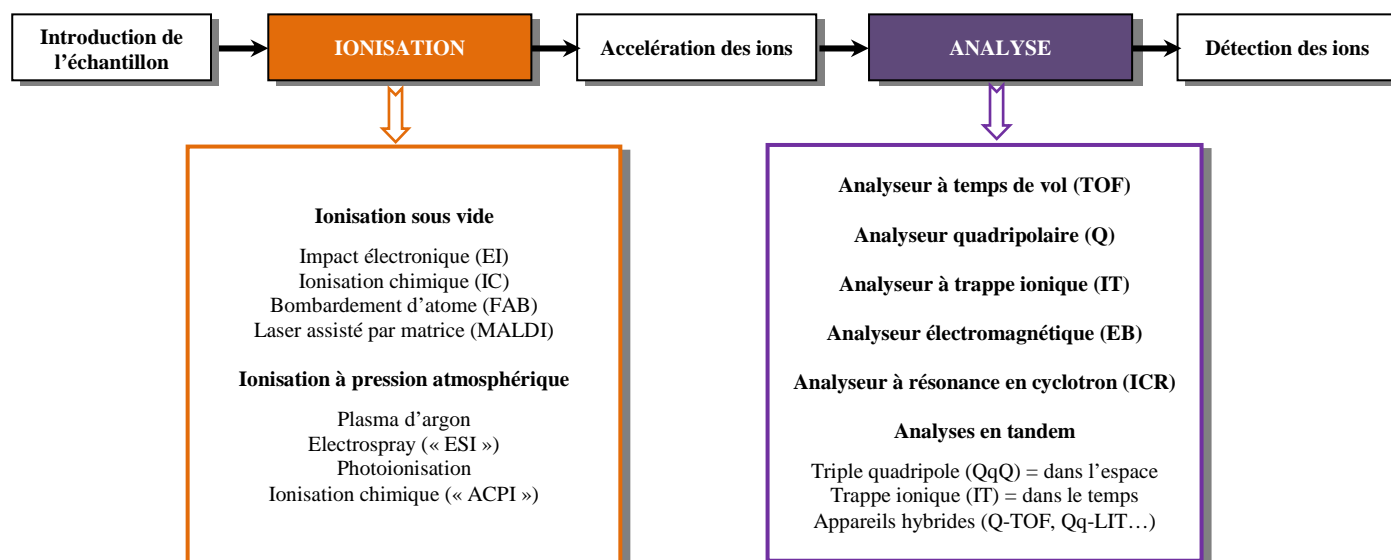 Introduction de
l’échantillon
IONISATION
Accelération des ions
ANALYSE
Détection des ions
Ionisation sous vide
Impact électronique (EI)
Ionisation chimique (IC)
Bombardement d’atome (FAB)
Laser assisté par matrice (MALDI)
Ionisation à pression atmosphérique
Plasma d’argon
Electrospray (« ESI »)
Photoionisation
Ionisation chimique (« ACPI »)
Analyseur à temps de vol (TOF)
Analyseur quadripolaire (Q)
Analyseur à trappe ionique (IT)
Analyseur électromagnétique (EB)
Analyseur à résonance en cyclotron (ICR)
Analyses en tandem
Triple quadripole (QqQ) = dans l’espace
Trappe ionique (IT) = dans le temps
Appareils hybrides (Q-TOF, Qq-LIT…)